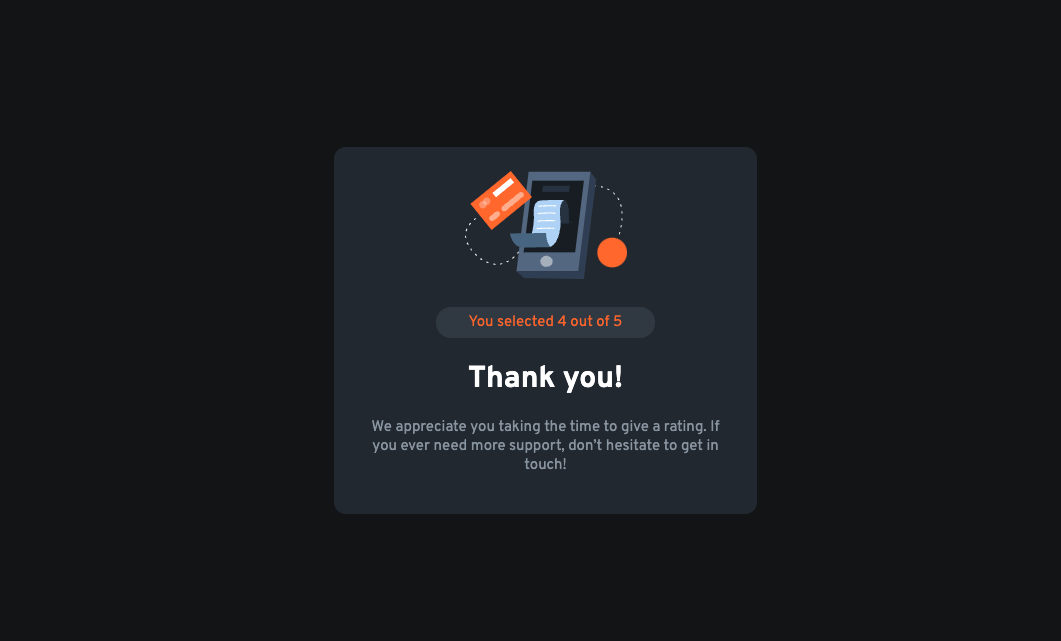 You selected 4 out of 5
Thank you!
We appreciate you taking the time to give a rating. If
you ever need more support, don't hesitate to get in
touch!